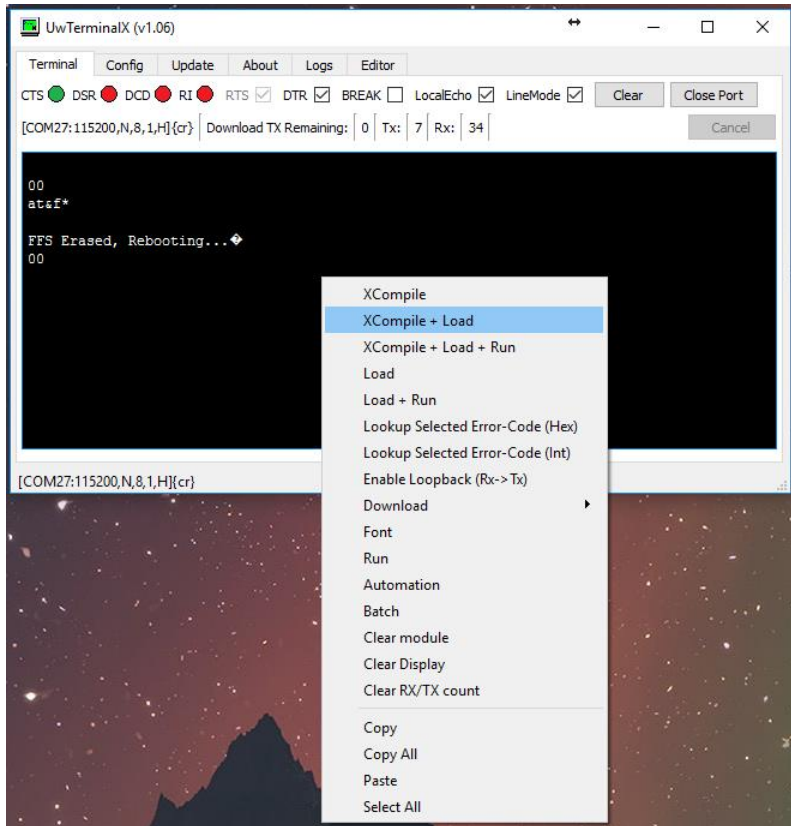 UwTerminalX (v1.06)
Terminal Config Update About Logs Editor
CTS DSR DCD RI RTS DTR BREAK LocalEcho LineMode Clear Close Port
[COM27:115200,N,8,1,H]{cr} Download TX Remaining: 0 Tx: 7 Rx: 34 Cancel
00
at&f*
FFS Erased, Rebooting...�
00
XCompile
XCompile + Load
XCompile + Load + Run
Load
Load + Run
Lookup Selected Error-Code (Hex)
Lookup Selected Error-Code (Int)
Enable Loopback (Rx->Tx)
Download
Font
Run
Automation
Batch
Clear module
Clear Display
Clear RX/TX count
Copy
Copy All
Paste
Select All
[COM27:115200,N,8,1,H]{cr}